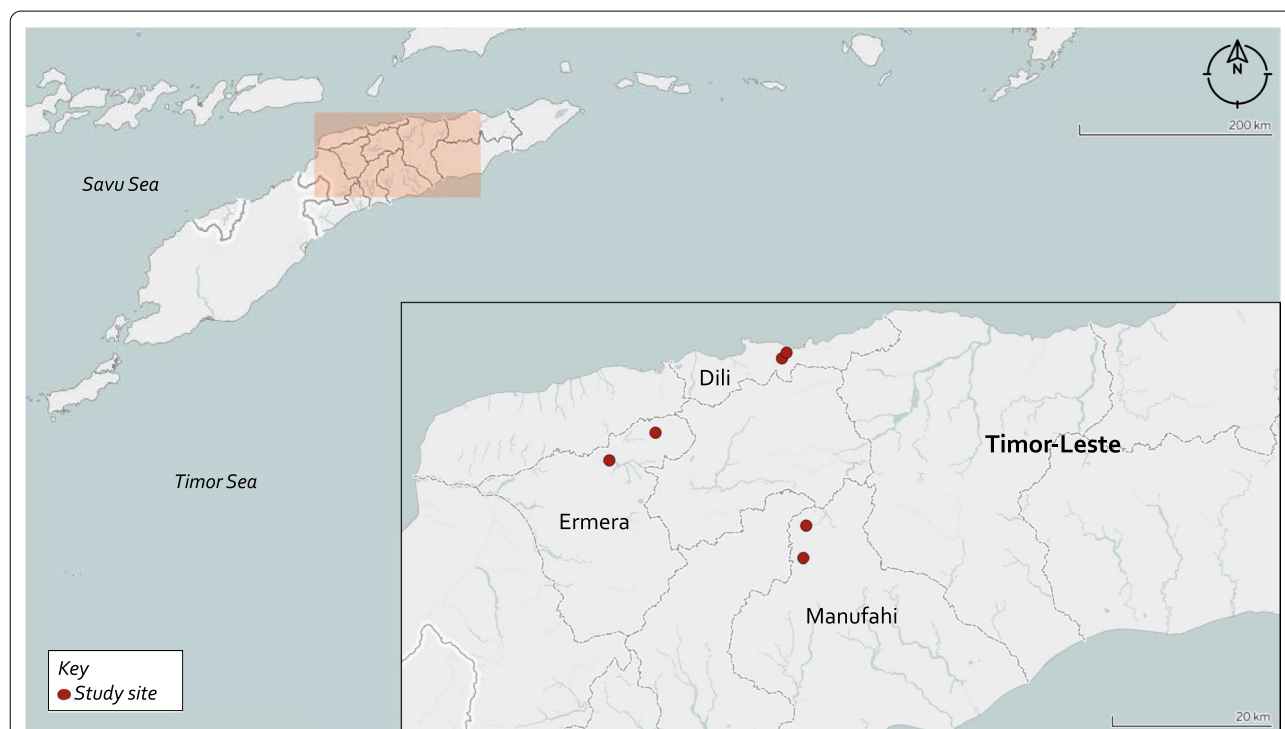 N
200 km
Savu Sea
Timor Sea
Dili
Timor-Leste
Ermera
Manufahi
Key
Study site
20 km